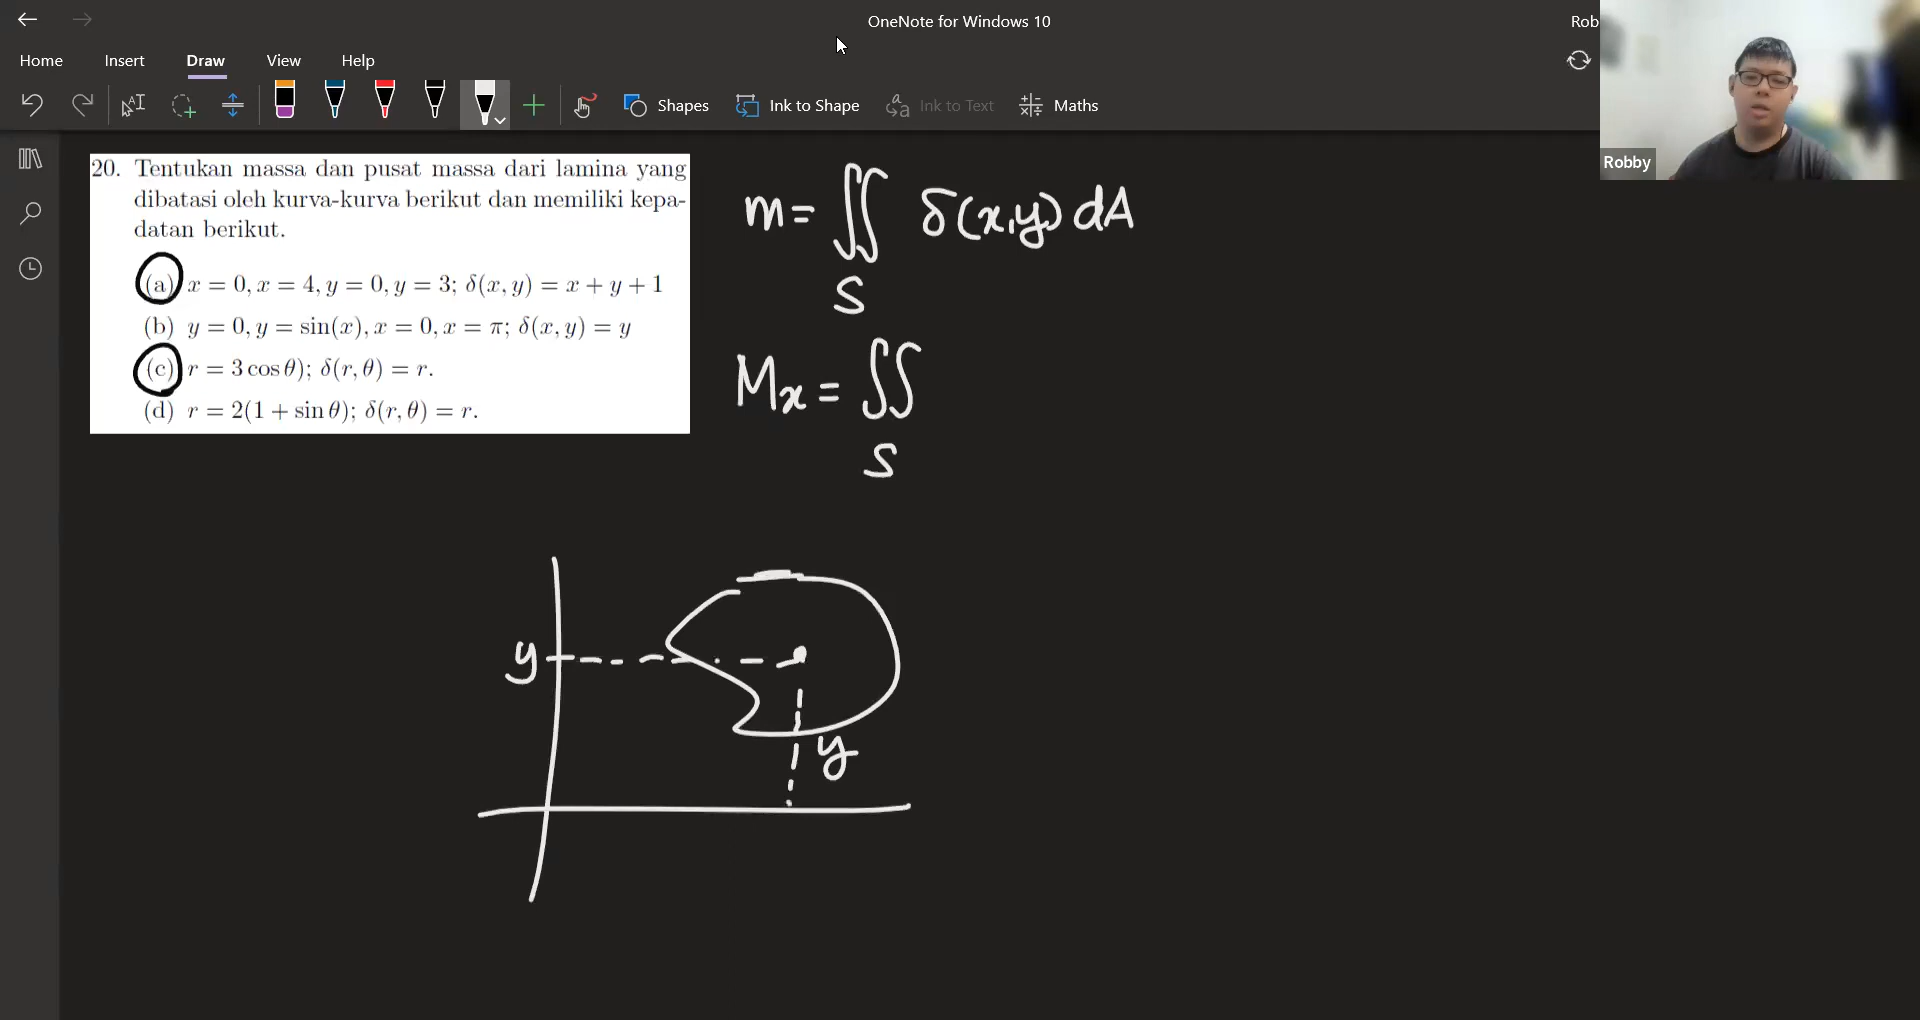 OneNote for Windows 10
Rob
Home Insert Draw View Help
Shapes Ink to Shape Ink to Text Maths
Robby
20. Tentukan massa dan pusat massa dari lamina yang
dibatasi oleh kurva-kurva berikut dan memiliki kepa-
datan berikut.
(a) x = 0, x = 4, y = 0, y = 3; δ(x, y) = x + y + 1
(b) y = 0, y = sin(x), x = 0, x = π; δ(x, y) = y
(c) r = 3 cos θ); δ(r, θ) = r.
(d) r = 2(1 + sin θ); δ(r, θ) = r.
m = ∬ δ(x,y) dA
S
Mx = ∬
S
y
y